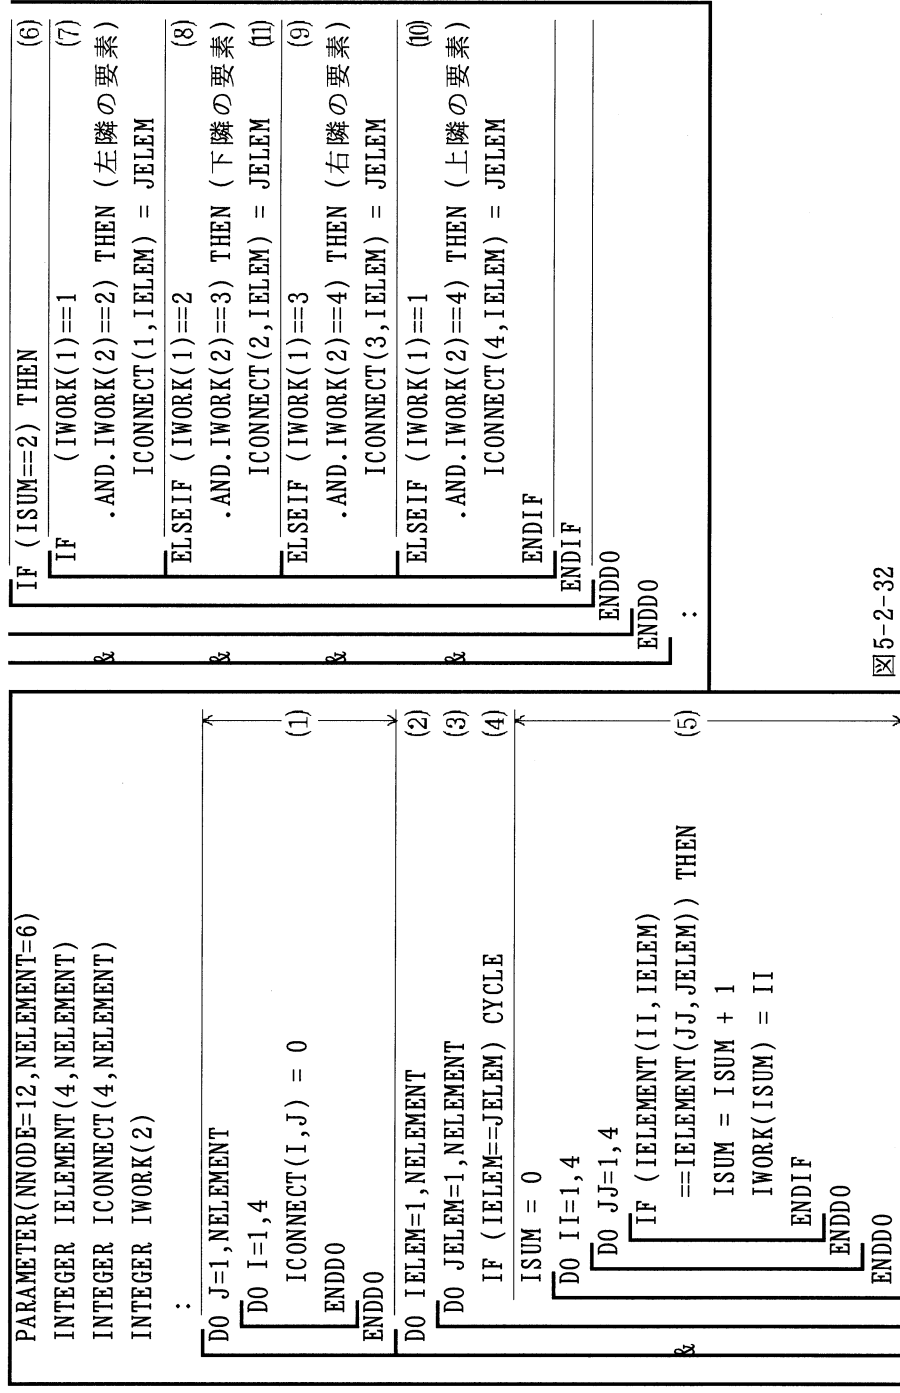 PARAMETER(NNODE=12,NELEMENT=6)
INTEGER IELEMENT(4,NELEMENT)
INTEGER ICONNECT(4,NELEMENT)
INTEGER IWORK(2)
:
DO J=1,NELEMENT
DO I=1,4
ICONNECT(I,J) = 0 (1)
ENDDO
ENDDO
DO IELEM=1,NELEMENT (2)
DO JELEM=1,NELEMENT (3)
IF (IELEM==JELEM) CYCLE (4)
ISUM = 0
DO II=1,4
DO JJ=1,4
IF (IELEMENT(II,IELEM)
& ==IELEMENT(JJ,JELEM)) THEN (5)
ISUM = ISUM + 1
IWORK(ISUM) = II
ENDIF
ENDDO
ENDDO
IF (ISUM==2) THEN (6)
IF (IWORK(1)==1 (7)
& .AND.IWORK(2)==2) THEN (左隣の要素)
ICONNECT(1,IELEM) = JELEM
ELSEIF (IWORK(1)==2 (8)
& .AND.IWORK(2)==3) THEN (下隣の要素)
ICONNECT(2,IELEM) = JELEM (11)
ELSEIF (IWORK(1)==3 (9)
& .AND.IWORK(2)==4) THEN (右隣の要素)
ICONNECT(3,IELEM) = JELEM
ELSEIF (IWORK(1)==1 (10)
& .AND.IWORK(2)==4) THEN (上隣の要素)
ICONNECT(4,IELEM) = JELEM
ENDIF
ENDIF
ENDDO
ENDDO
:
図5-2-32